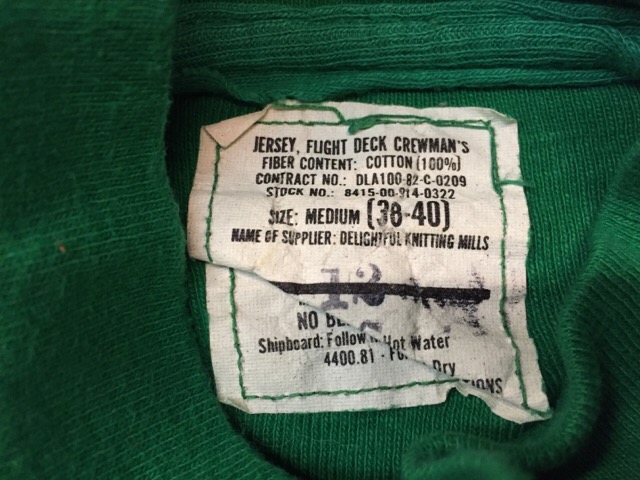 JERSEY, FLIGHT DECK CREWMAN'S
FIBER CONTENT: COTTON (100%)
CONTRACT NO.: DLA100-82-C-0209
STOCK NO.: 8415-00-914-0322
SIZE: MEDIUM (38-40)
NAME OF SUPPLIER: DELIGHTFUL KNITTING MILLS
12
NO
Shipboard: Follow Hot Water
4400.81 - Dry